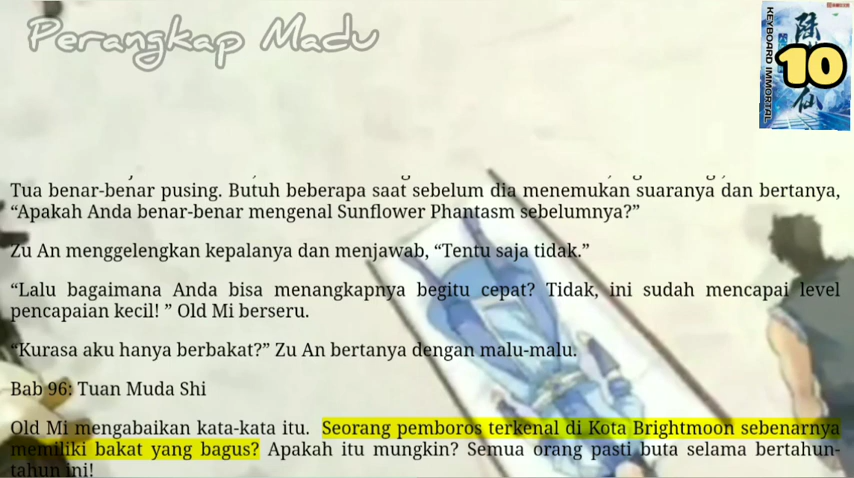 Perangkap Madu
陸
仙
KEYBOARD IMMORTAL
10
Tua benar-benar pusing. Butuh beberapa saat sebelum dia menemukan suaranya dan bertanya,
“Apakah Anda benar-benar mengenal Sunflower Phantasm sebelumnya?”
Zu An menggelengkan kepalanya dan menjawab, “Tentu saja tidak.”
“Lalu bagaimana Anda bisa menangkapnya begitu cepat? Tidak, ini sudah mencapai level
pencapaian kecil! ” Old Mi berseru.
“Kurasa aku hanya berbakat?” Zu An bertanya dengan malu-malu.
Bab 96: Tuan Muda Shi
Old Mi mengabaikan kata-kata itu. Seorang pemboros terkenal di Kota Brightmoon sebenarnya
memiliki bakat yang bagus? Apakah itu mungkin? Semua orang pasti buta selama bertahun-
tahun ini!